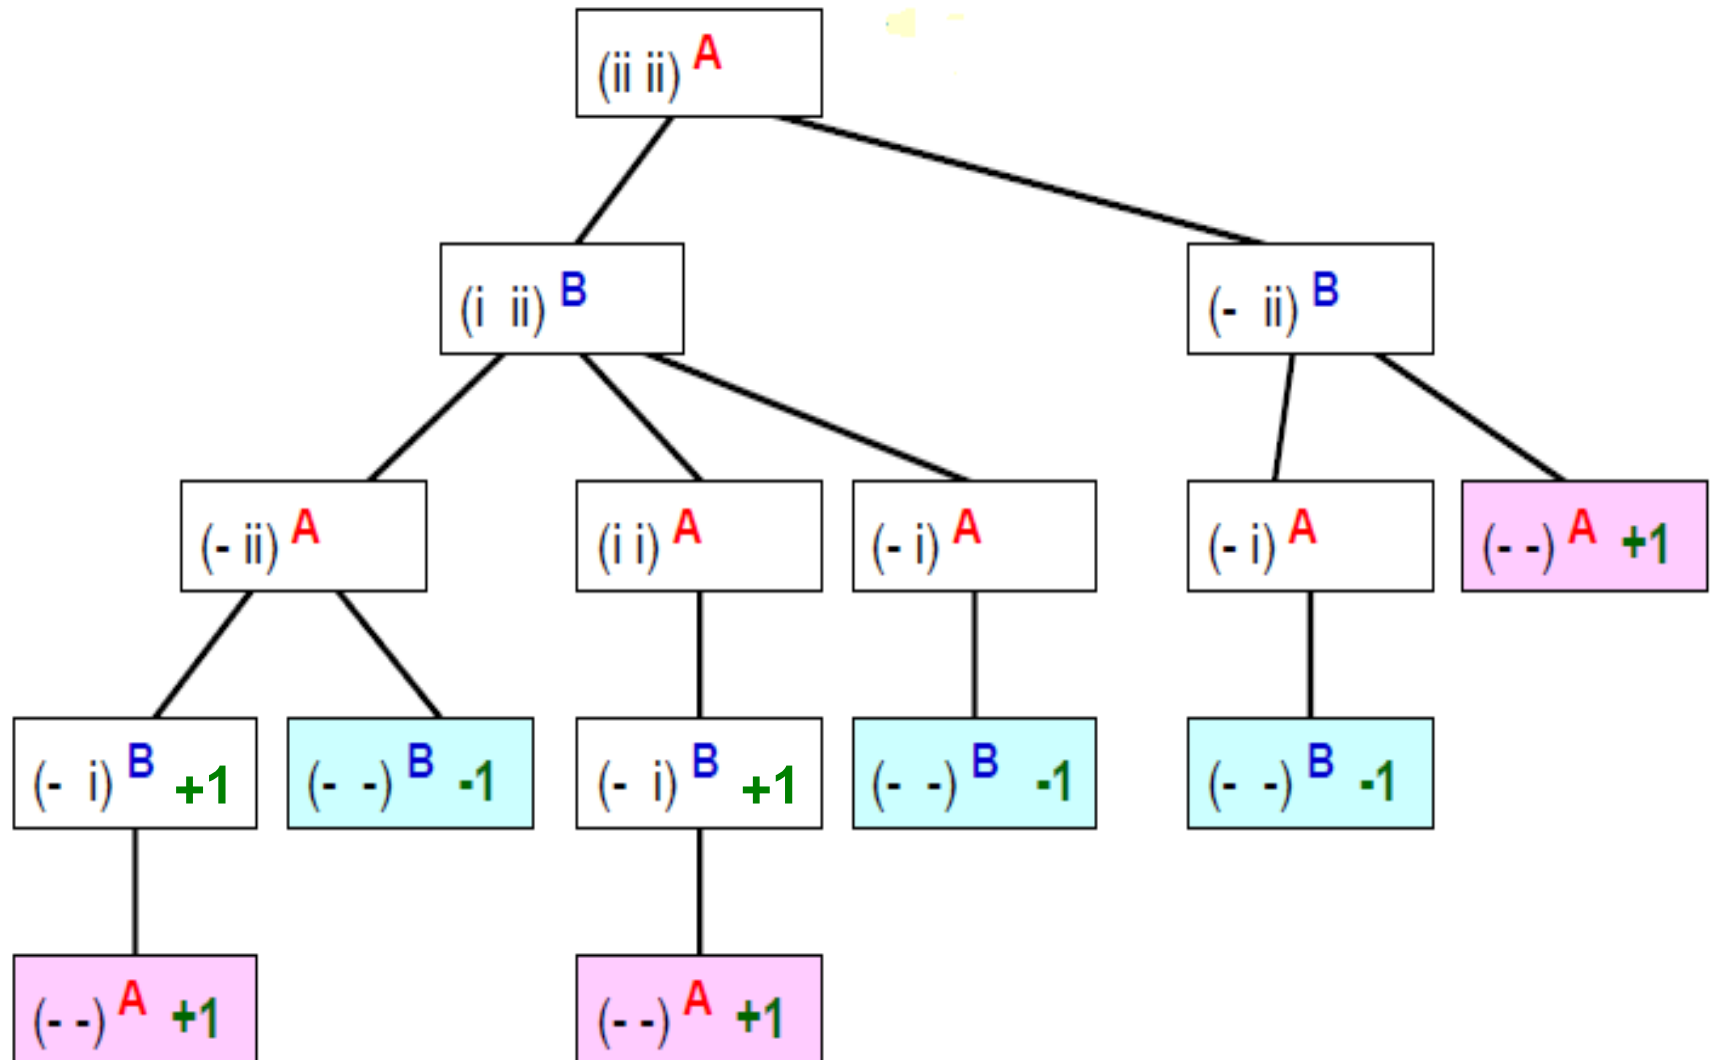 (ii ii) A
(i ii) B
(- ii) B
(- ii) A
(i i) A
(- i) A
(- i) A
(- -) A +1
(- i) B +1
(- -) B -1
(- i) B +1
(- -) B -1
(- -) B -1
(- -) A +1
(- -) A +1